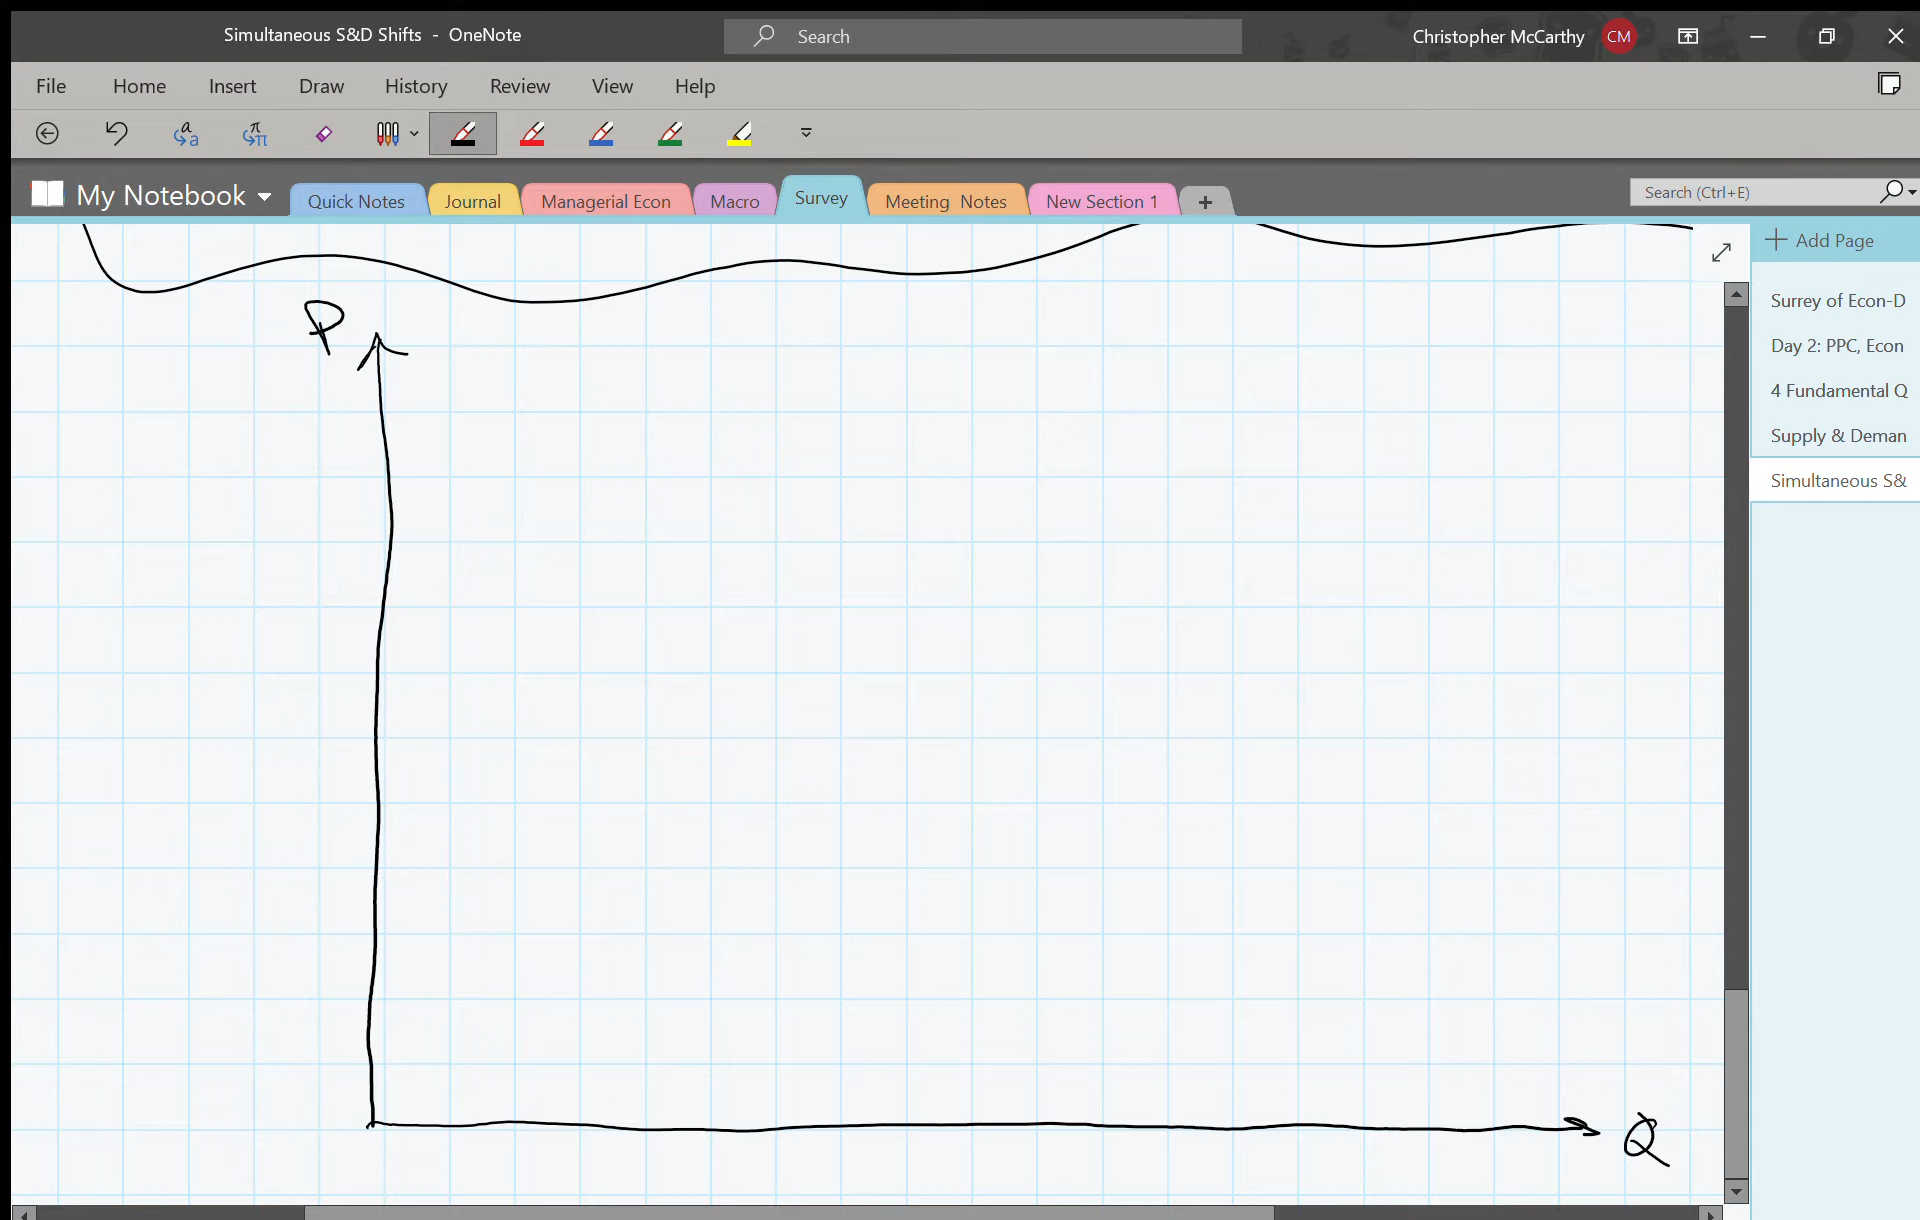 Simultaneous S&D Shifts - OneNote
Search
Christopher McCarthy CM
File Home Insert Draw History Review View Help
a a π π
My Notebook
Quick Notes Journal Managerial Econ Macro Survey Meeting Notes New Section 1 +
Search (Ctrl+E)
Add Page
Surrey of Econ-D
Day 2: PPC, Econ
4 Fundamental Q
Supply & Deman
Simultaneous S&
P
Q